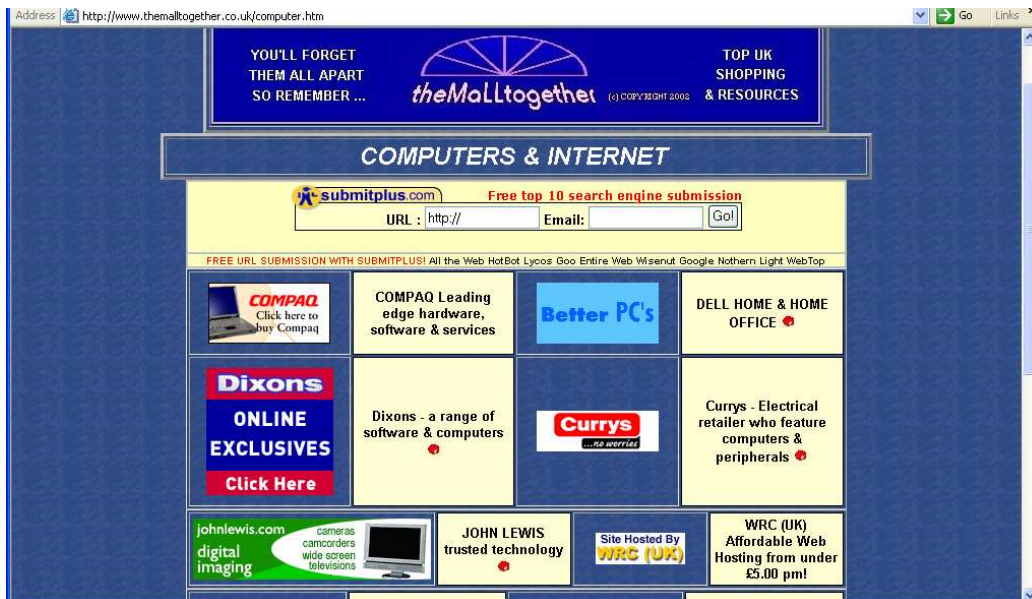 Address http://www.themalltogether.co.uk/computer.htm Go Links
YOU'LL FORGET
THEM ALL APART
SO REMEMBER ...
theMaLLtogether (c) COPYRIGHT 2002
TOP UK
SHOPPING
& RESOURCES
COMPUTERS & INTERNET
submitplus.com Free top 10 search engine submission
URL : http:// Email: Go!
FREE URL SUBMISSION WITH SUBMITPLUS! All the Web HotBot Lycos Goo Entire Web Wisenut Google Nothern Light WebTop
COMPAQ
Click here to
buy Compaq
COMPAQ Leading
edge hardware,
software & services
Better PC's
DELL HOME & HOME
OFFICE
Dixons
ONLINE
EXCLUSIVES
Click Here
Dixons - a range of
software & computers
Currys
...no worries
Currys - Electrical
retailer who feature
computers &
peripherals
johnlewis.com
digital
imaging
cameras
camcorders
wide screen
televisions
JOHN LEWIS
trusted technology
Site Hosted By
WRC (UK)
WRC (UK)
Affordable Web
Hosting from under
£5.00 pm!